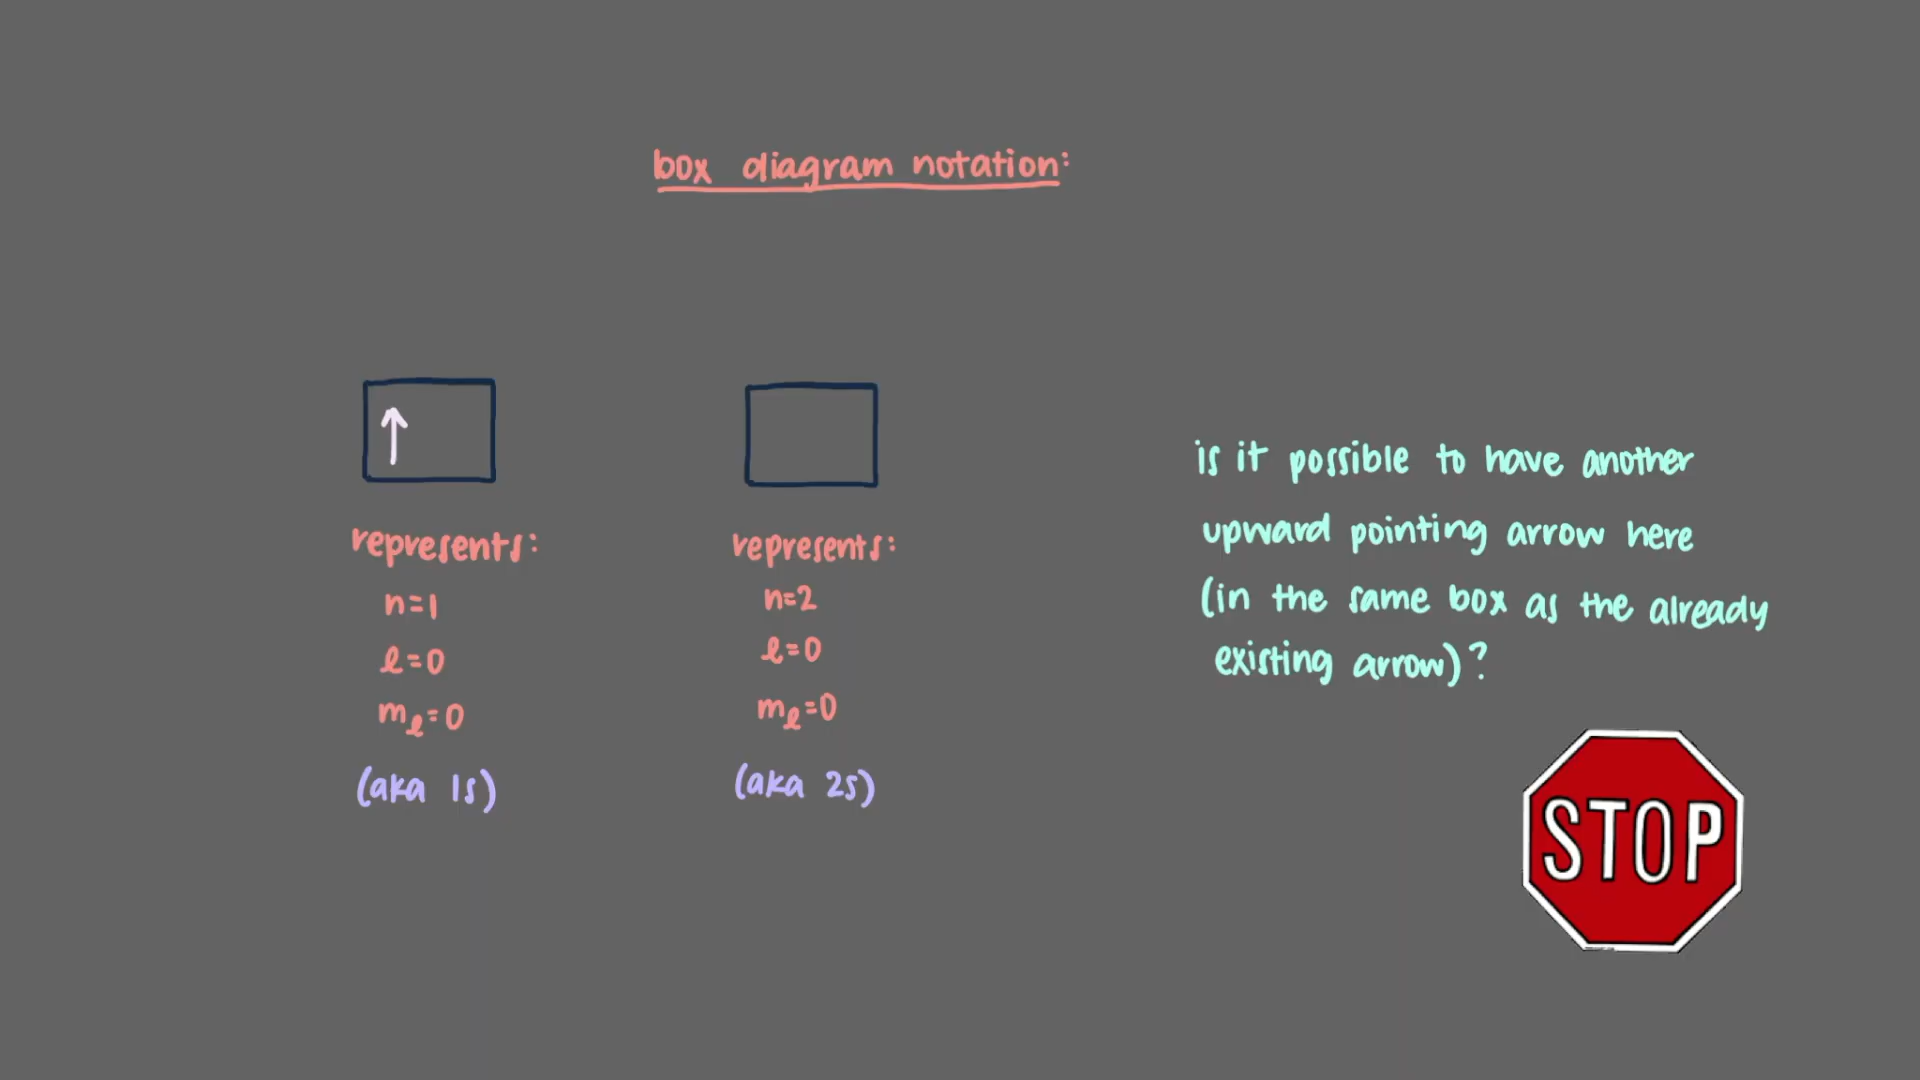 box diagram notation:
represents:
n=1
l=0
mₗ=0
(aka 1s)
represents:
n=2
l=0
mₗ=0
(aka 2s)
is it possible to have another
upward pointing arrow here
(in the same box as the already
existing arrow)?
STOP